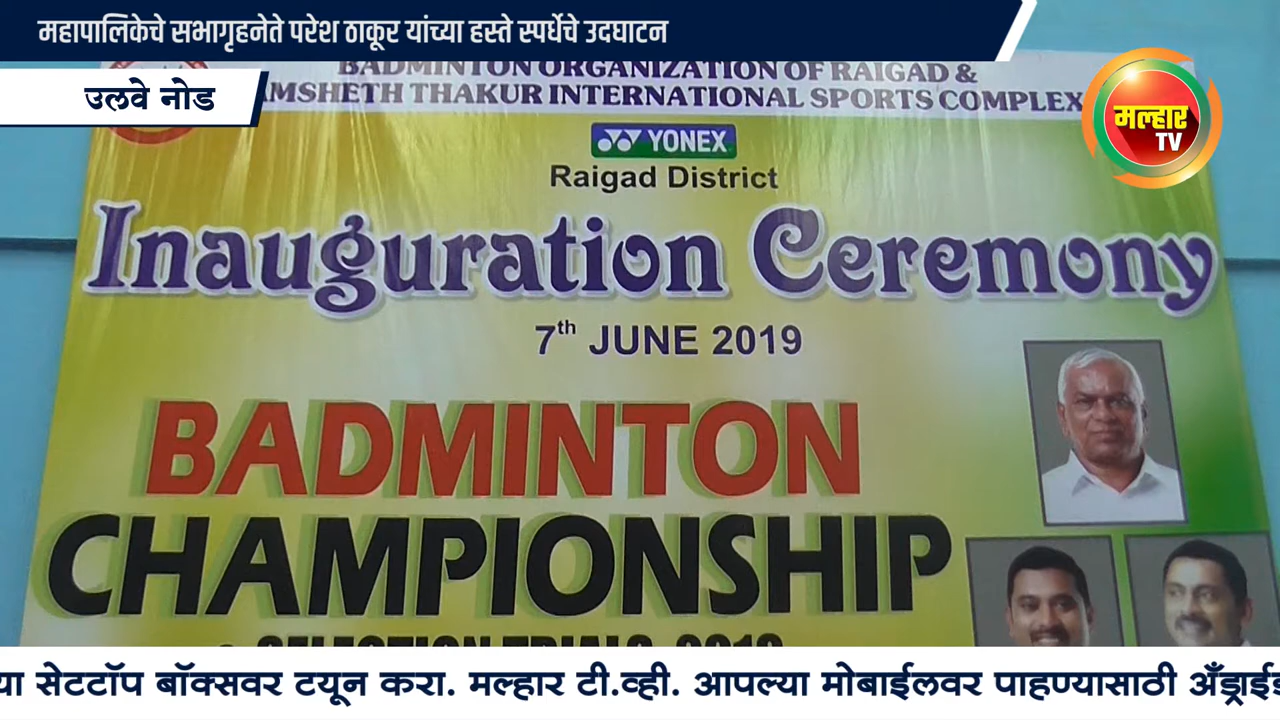 महापालिकेचे सभागृहनेते परेश ठाकूर यांच्या हस्ते स्पर्धेचे उदघाटन
उलवे नोड
BADMINTON ORGANIZATION OF RAIGAD &
THAKUR INTERNATIONAL SPORTS COMPLEX
मल्हार
TV
YONEX
Raigad District
Inauguration Ceremony
7th JUNE 2019
BADMINTON
CHAMPIONSHIP
सेटटॉप बॉक्सवर टयून करा. मल्हार टी.व्ही. आपल्या मोबाईलवर पाहण्यासाठी